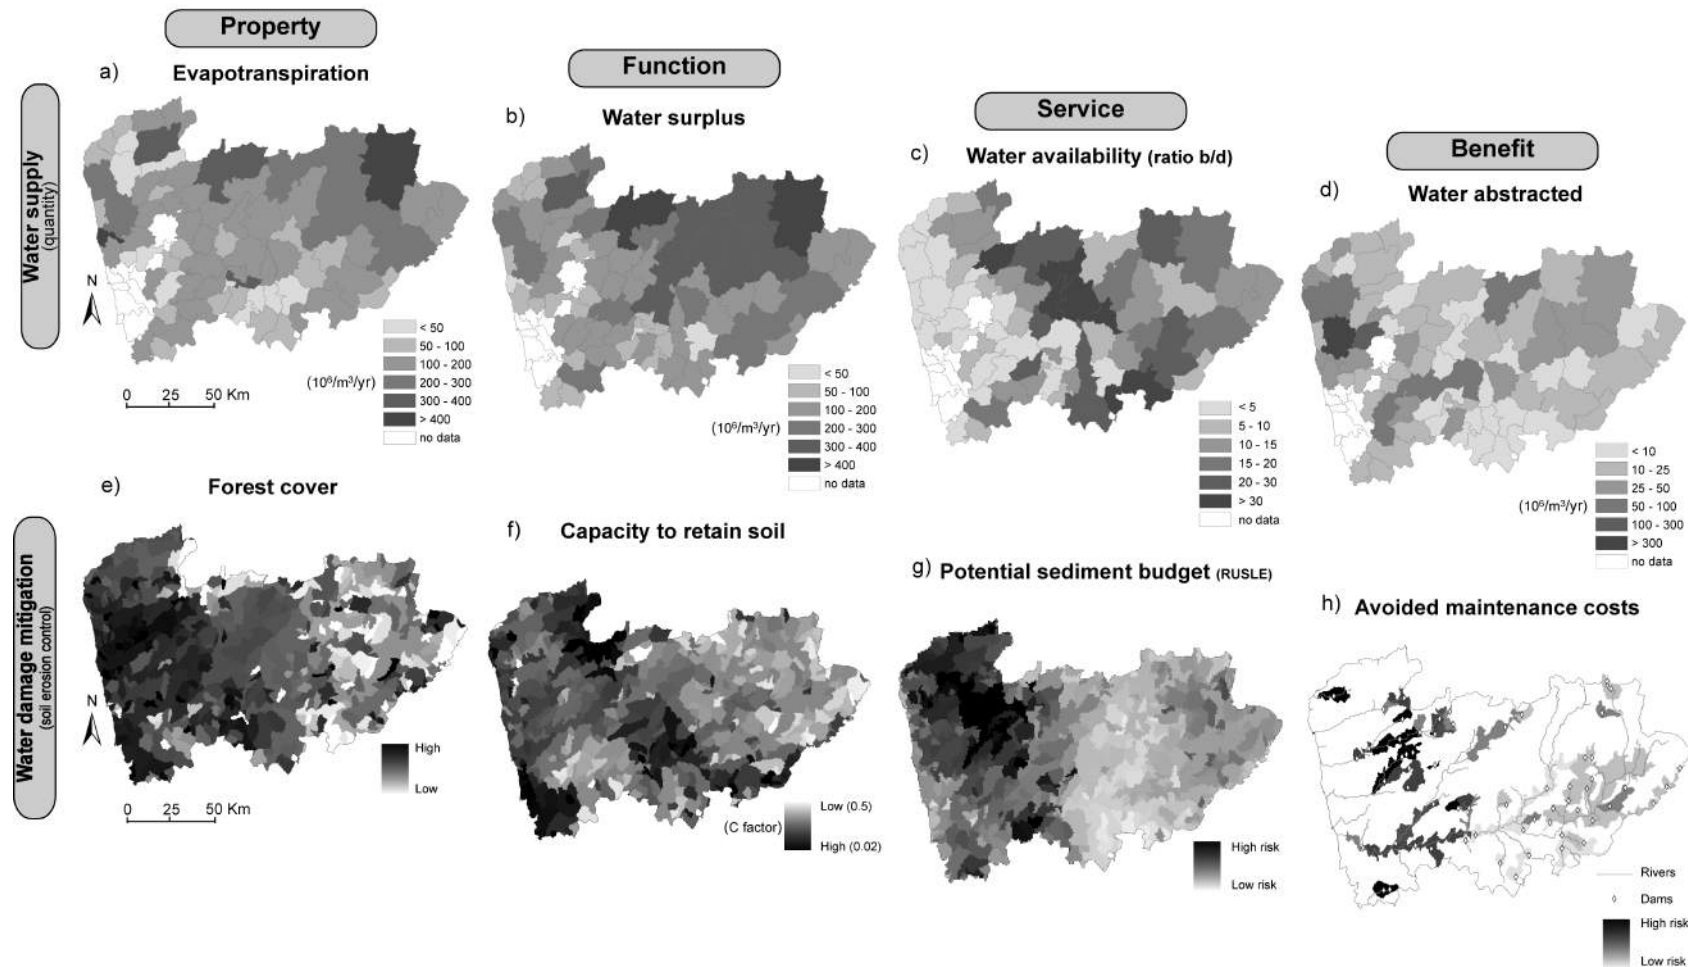 Property
Function
Service
Benefit
Water supply
(quantity)
a) Evapotranspiration
N
0 25 50 Km
(10⁶/m³/yr)
< 50
50 - 100
100 - 200
200 - 300
300 - 400
> 400
no data
b) Water surplus
(10⁶/m³/yr)
< 50
50 - 100
100 - 200
200 - 300
300 - 400
> 400
no data
c) Water availability (ratio b/d)
< 5
5 - 10
10 - 15
15 - 20
20 - 30
> 30
no data
d) Water abstracted
(10⁶/m³/yr)
< 10
10 - 25
25 - 50
50 - 100
100 - 300
> 300
no data
Water damage mitigation
(soil erosion control)
e) Forest cover
N
0 25 50 Km
High
Low
f) Capacity to retain soil
(C factor)
Low (0.5)
High (0.02)
g) Potential sediment budget (RUSLE)
High risk
Low risk
h) Avoided maintenance costs
Rivers
Dams
High risk
Low risk